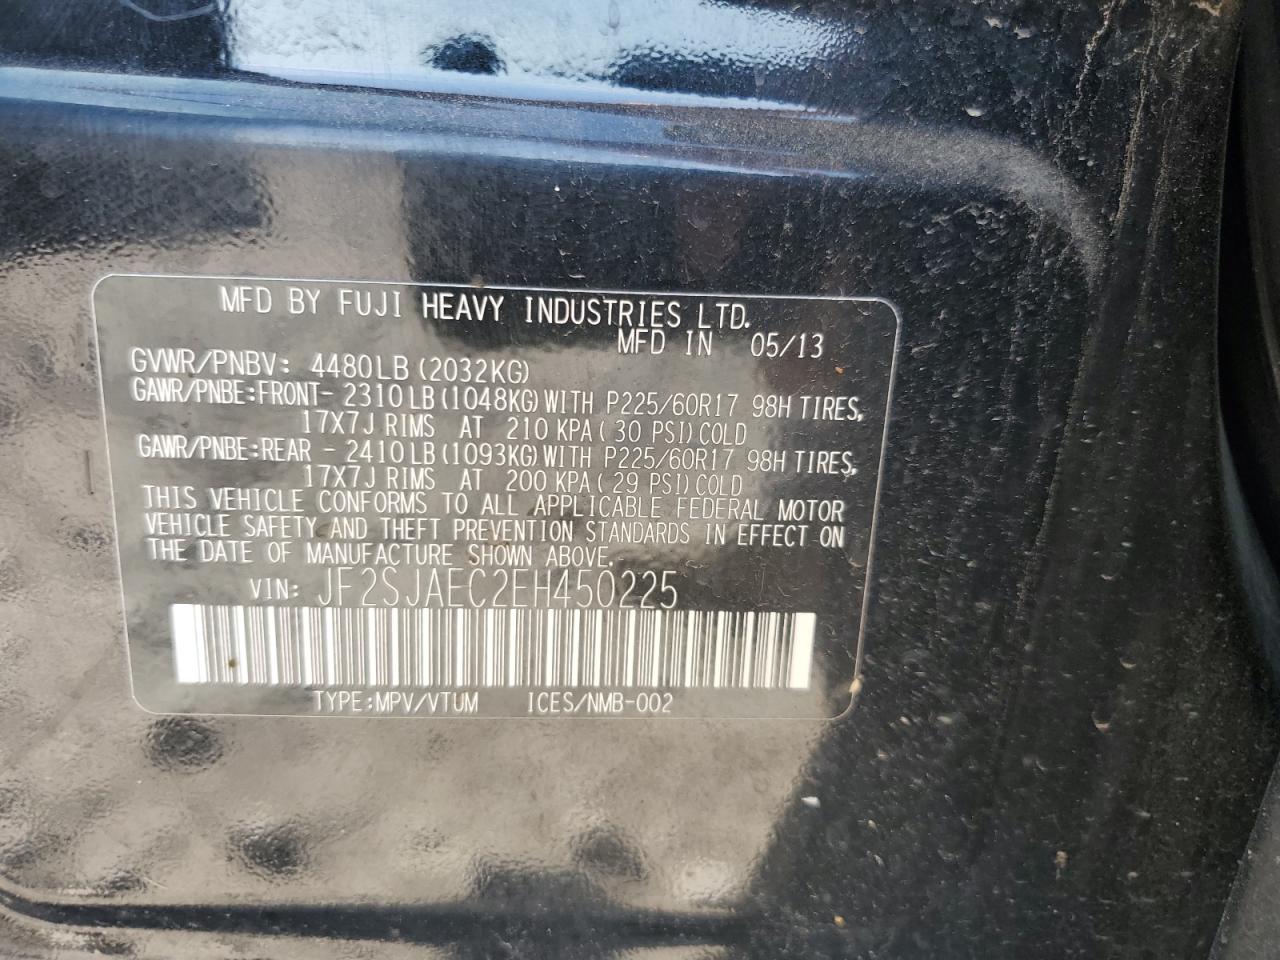 MFD BY FUJI HEAVY INDUSTRIES LTD.
MFD IN 05/13
GVWR/PNBV: 4480LB(2032KG)
GAWR/PNBE:FRONT- 2310LB(1048KG)WITH P225/60R17 98H TIRES,
17X7J RIMS AT 210 KPA( 30 PSI)COLD
GAWR/PNBE:REAR - 2410LB(1093KG)WITH P225/60R17 98H TIRES,
17X7J RIMS AT 200 KPA( 29 PSI)COLD
THIS VEHICLE CONFORMS TO ALL APPLICABLE FEDERAL MOTOR
VEHICLE SAFETY AND THEFT PREVENTION STANDARDS IN EFFECT ON
THE DATE OF MANUFACTURE SHOWN ABOVE.
VIN: JF2SJAEC2EH450225
TYPE:MPV/VTUM ICES/NMB-002